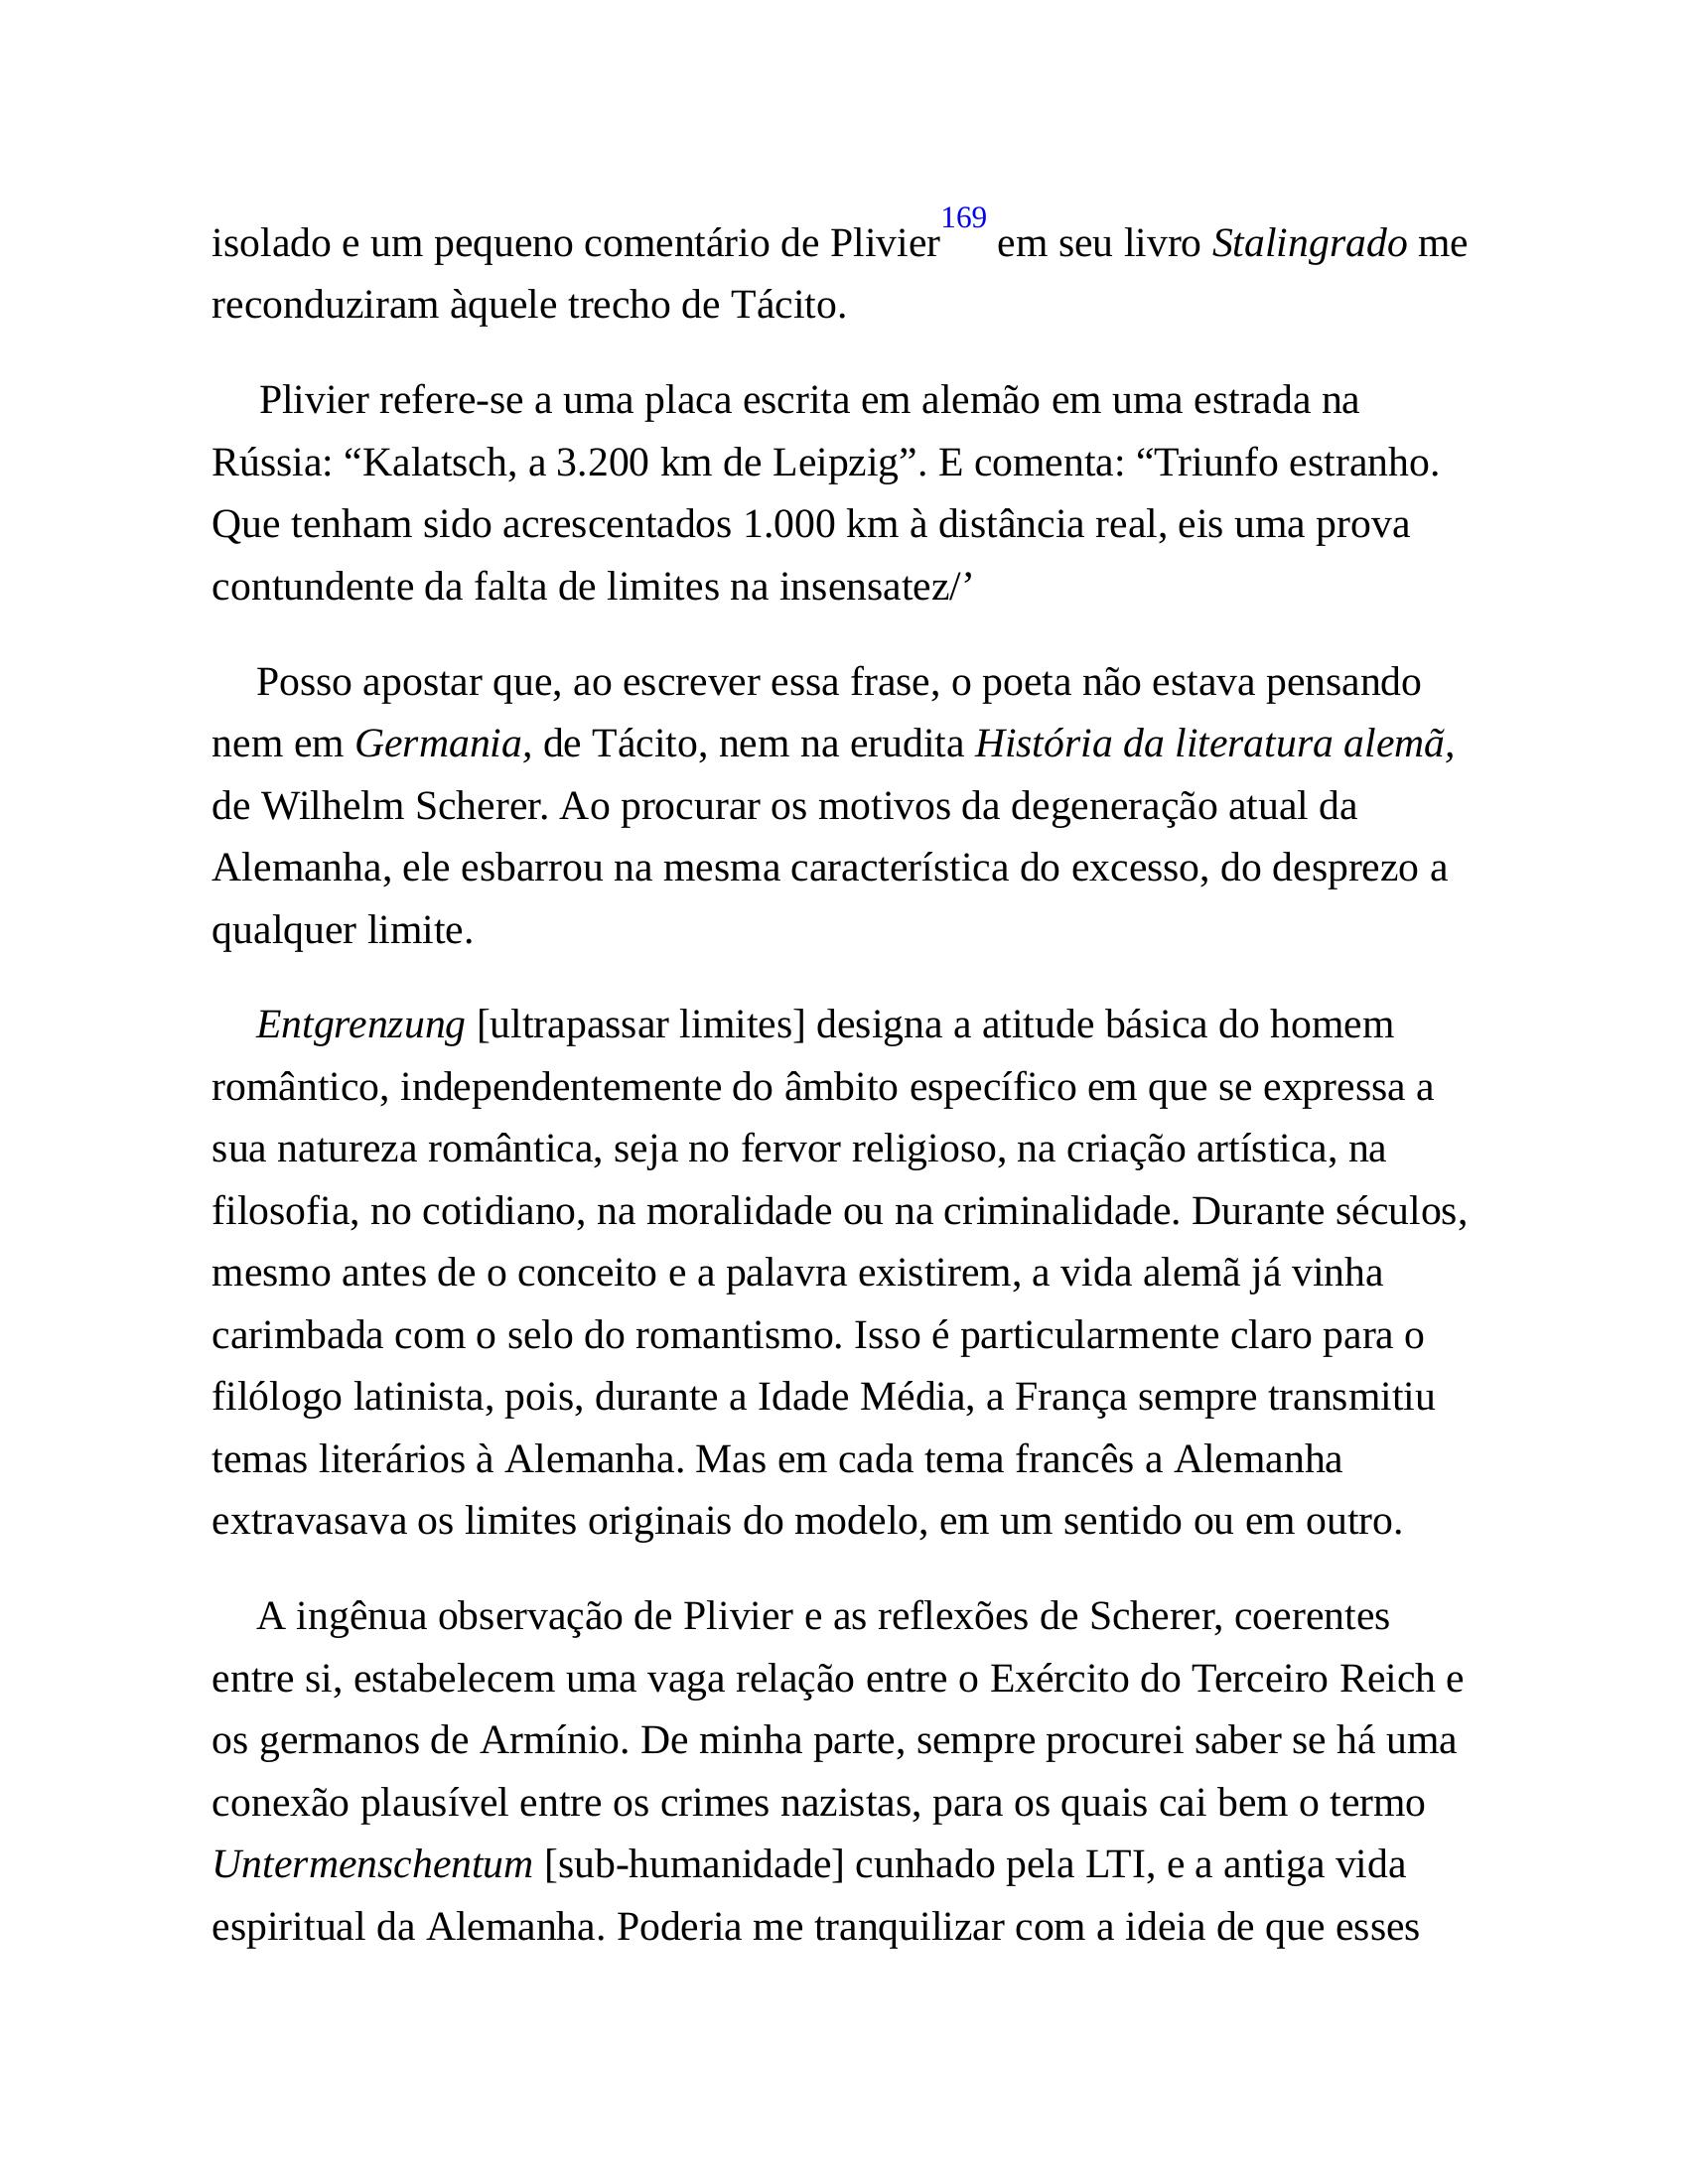 isolado e um pequeno comentário de Plivier169 em seu livro Stalingrado me
reconduziram àquele trecho de Tácito.
Plivier refere-se a uma placa escrita em alemão em uma estrada na
Rússia: “Kalatsch, a 3.200 km de Leipzig”. E comenta: “Triunfo estranho.
Que tenham sido acrescentados 1.000 km à distância real, eis uma prova
contundente da falta de limites na insensatez/’
Posso apostar que, ao escrever essa frase, o poeta não estava pensando
nem em Germania, de Tácito, nem na erudita História da literatura alemã,
de Wilhelm Scherer. Ao procurar os motivos da degeneração atual da
Alemanha, ele esbarrou na mesma característica do excesso, do desprezo a
qualquer limite.
Entgrenzung [ultrapassar limites] designa a atitude básica do homem
romântico, independentemente do âmbito específico em que se expressa a
sua natureza romântica, seja no fervor religioso, na criação artística, na
filosofia, no cotidiano, na moralidade ou na criminalidade. Durante séculos,
mesmo antes de o conceito e a palavra existirem, a vida alemã já vinha
carimbada com o selo do romantismo. Isso é particularmente claro para o
filólogo latinista, pois, durante a Idade Média, a França sempre transmitiu
temas literários à Alemanha. Mas em cada tema francês a Alemanha
extravasava os limites originais do modelo, em um sentido ou em outro.
A ingênua observação de Plivier e as reflexões de Scherer, coerentes
entre si, estabelecem uma vaga relação entre o Exército do Terceiro Reich e
os germanos de Armínio. De minha parte, sempre procurei saber se há uma
conexão plausível entre os crimes nazistas, para os quais cai bem o termo
Untermenschentum [sub-humanidade] cunhado pela LTI, e a antiga vida
espiritual da Alemanha. Poderia me tranquilizar com a ideia de que esses